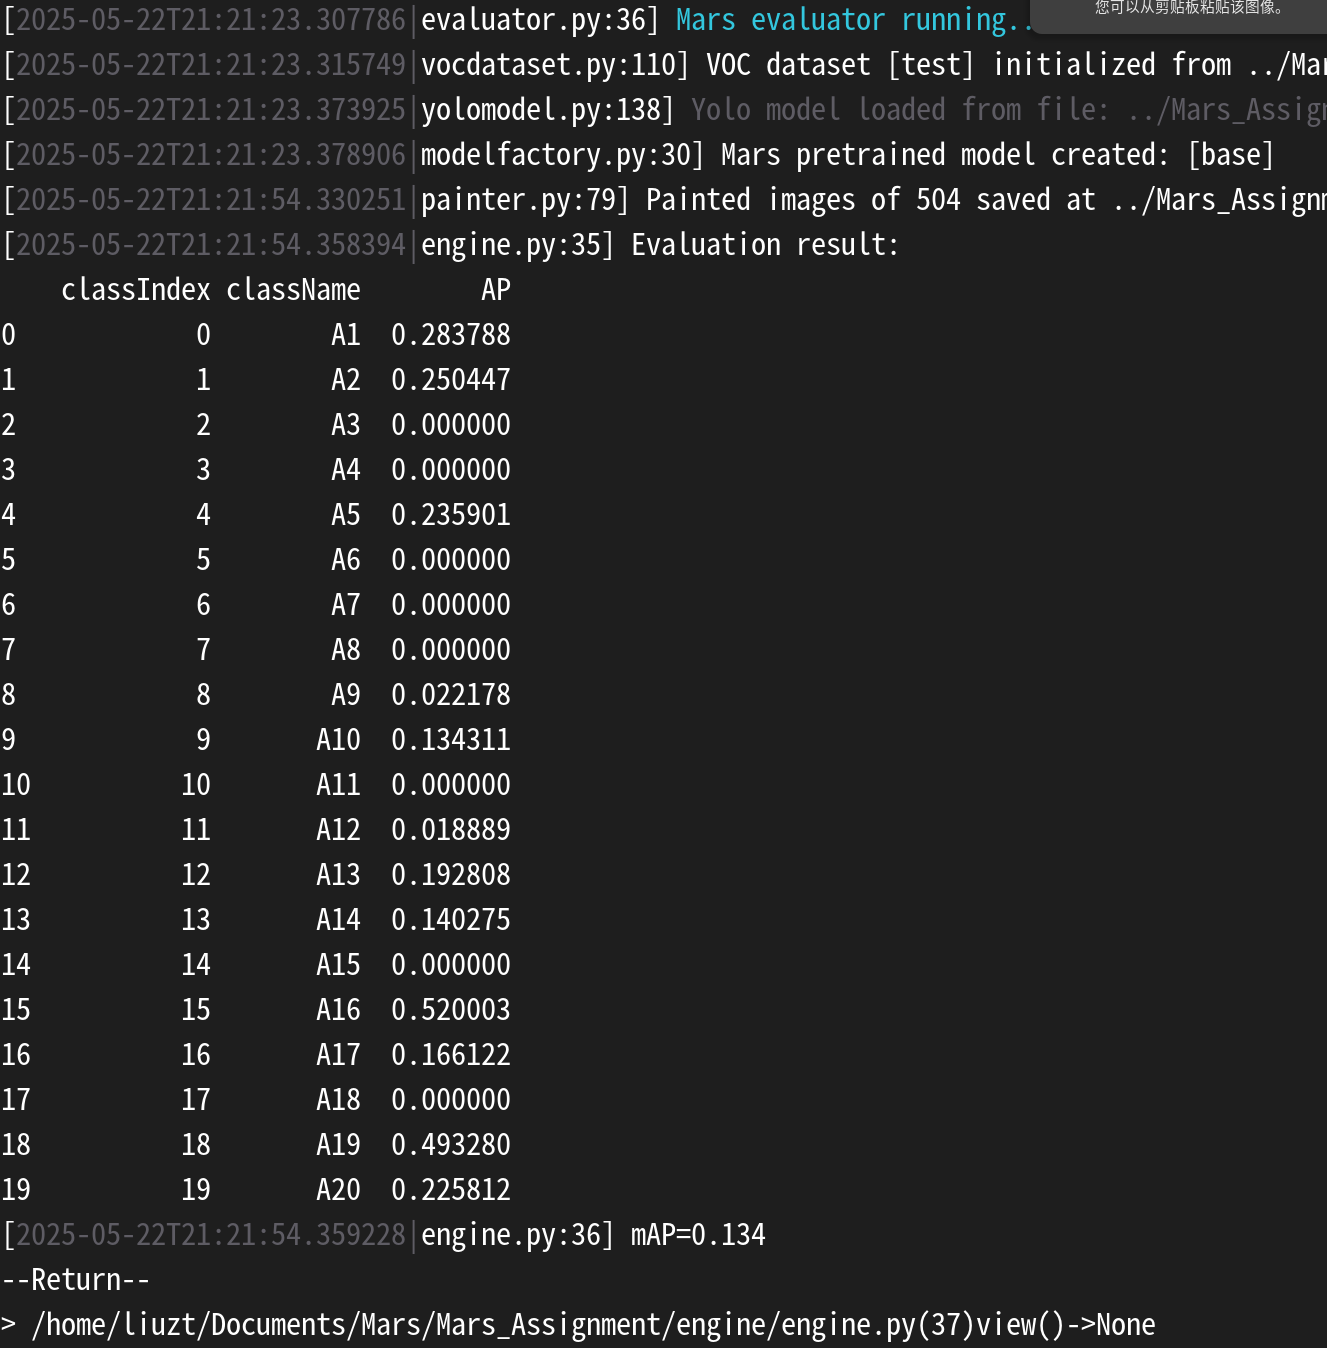 [2025-05-22T21:21:23.307786|evaluator.py:36] Mars evaluator running..
您可以从剪贴板粘贴该图像。
[2025-05-22T21:21:23.315749|vocdataset.py:110] VOC dataset [test] initialized from ../Mar
[2025-05-22T21:21:23.373925|yolomodel.py:138] Yolo model loaded from file: ../Mars_Assign
[2025-05-22T21:21:23.378906|modelfactory.py:30] Mars pretrained model created: [base]
[2025-05-22T21:21:54.330251|painter.py:79] Painted images of 504 saved at ../Mars_Assignm
[2025-05-22T21:21:54.358394|engine.py:35] Evaluation result:
classIndex className AP
0 0 A1 0.283788
1 1 A2 0.250447
2 2 A3 0.000000
3 3 A4 0.000000
4 4 A5 0.235901
5 5 A6 0.000000
6 6 A7 0.000000
7 7 A8 0.000000
8 8 A9 0.022178
9 9 A10 0.134311
10 10 A11 0.000000
11 11 A12 0.018889
12 12 A13 0.192808
13 13 A14 0.140275
14 14 A15 0.000000
15 15 A16 0.520003
16 16 A17 0.166122
17 17 A18 0.000000
18 18 A19 0.493280
19 19 A20 0.225812
[2025-05-22T21:21:54.359228|engine.py:36] mAP=0.134
--Return--
> /home/liuzt/Documents/Mars/Mars_Assignment/engine/engine.py(37)view()->None